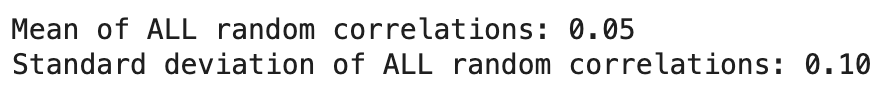 Mean of ALL random correlations: 0.05
Standard deviation of ALL random correlations: 0.10